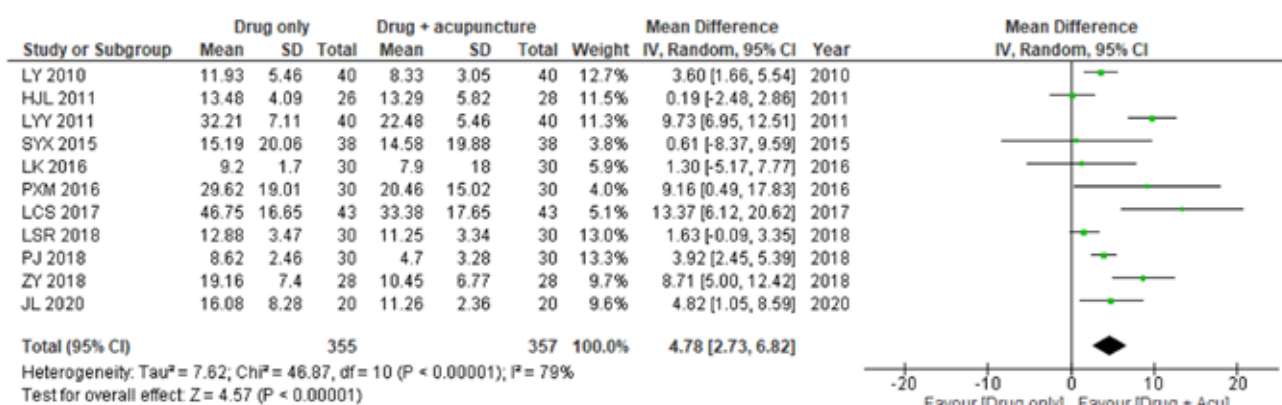 Drug only Drug + acupuncture Mean Difference Mean Difference
Study or Subgroup Mean SD Total Mean SD Total Weight IV, Random, 95% CI Year IV, Random, 95% CI
LY 2010 11.93 5.46 40 8.33 3.05 40 12.7% 3.60 [1.66, 5.54] 2010
HJL 2011 13.48 4.09 26 13.29 5.82 28 11.5% 0.19 [-2.48, 2.86] 2011
LYY 2011 32.21 7.11 40 22.48 5.46 40 11.3% 9.73 [6.95, 12.51] 2011
SYX 2015 15.19 20.06 38 14.58 19.88 38 3.8% 0.61 [-8.37, 9.59] 2015
LK 2016 9.2 1.7 30 7.9 18 30 6.0% 1.30 [-5.17, 7.77] 2016
PXM 2016 29.62 19.01 30 20.46 15.02 30 4.0% 9.16 [0.49, 17.83] 2016
LCS 2017 46.75 16.65 43 33.38 17.65 43 5.1% 13.37 [6.12, 20.62] 2017
LSR 2018 12.88 3.47 30 11.25 3.34 30 13.0% 1.63 [-0.09, 3.35] 2018
PJ 2018 8.62 2.46 30 4.7 3.28 30 13.3% 3.92 [2.45, 5.39] 2018
ZY 2018 19.16 7.4 28 10.45 6.77 28 9.7% 8.71 [5.00, 12.42] 2018
JL 2020 16.08 8.28 20 11.26 2.36 20 9.6% 4.82 [1.05, 8.59] 2020
Total (95% CI) 355 357 100.0% 4.78 [2.73, 6.82]
Heterogeneity: Tau² = 7.62; Chi² = 46.87, df = 10 (P < 0.00001); I² = 79%
Test for overall effect: Z = 4.57 (P < 0.00001)
-20 -10 0 10 20
Favour [Drug only] Favour [Drug + Acu]